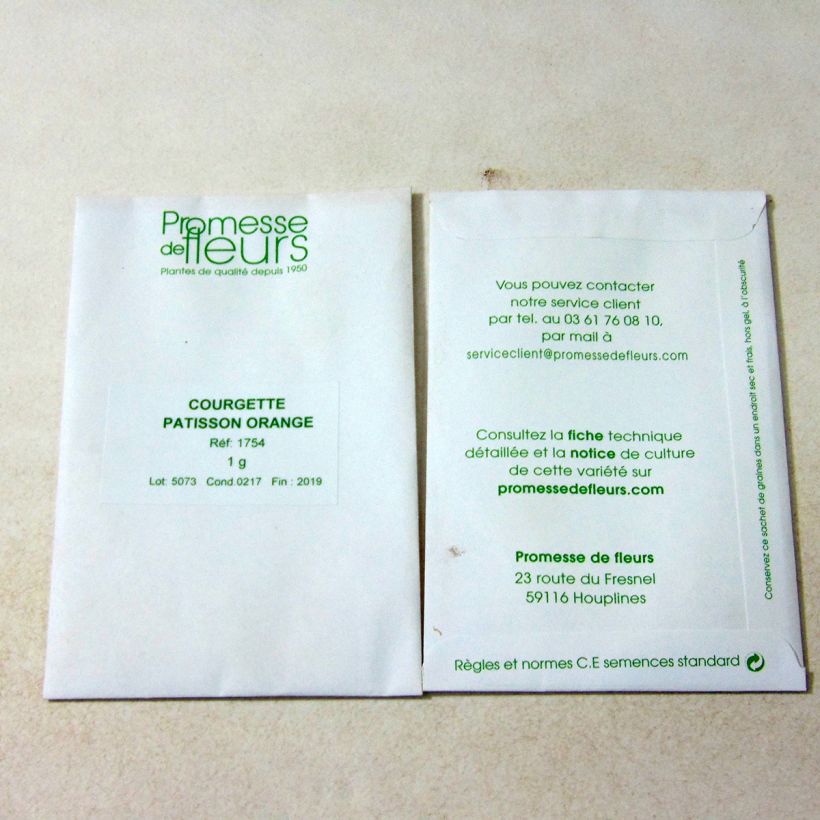 Promesse
de fleurs
Plantes de qualité depuis 1950
COURGETTE
PATISSON ORANGE
Réf: 1754
1 g
Lot: 5073 Cond.0217 Fin : 2019
Vous pouvez contacter
notre service client
par tel. au 03 61 76 08 10,
par mail à
serviceclient@promessedefleurs.com
Consultez la fiche technique
détaillée et la notice de culture
de cette variété sur
promessedefleurs.com
Promesse de fleurs
23 route du Fresnel
59116 Houplines
Règles et normes C.E semences standard
Conservez ce sachet de graines dans un endroit sec et frais, hors gel, à l'obscurité